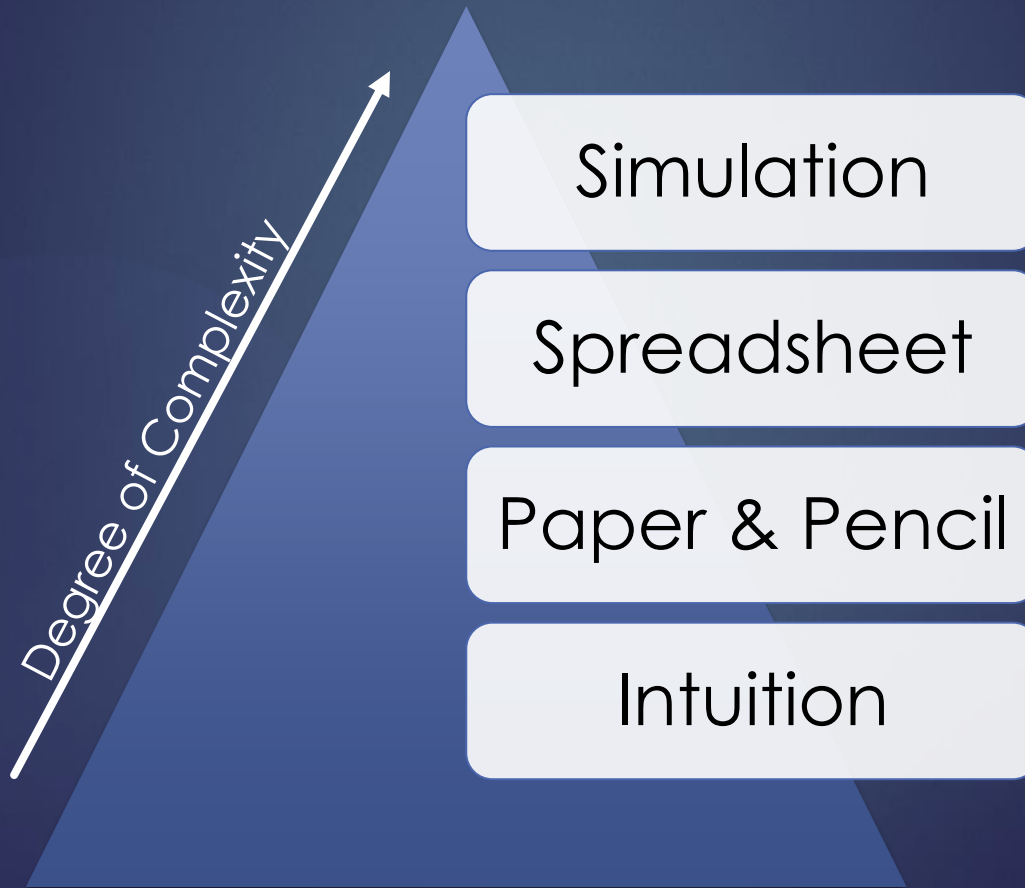 Simulation
Spreadsheet
Paper & Pencil
Intuition
Degree of Complexity